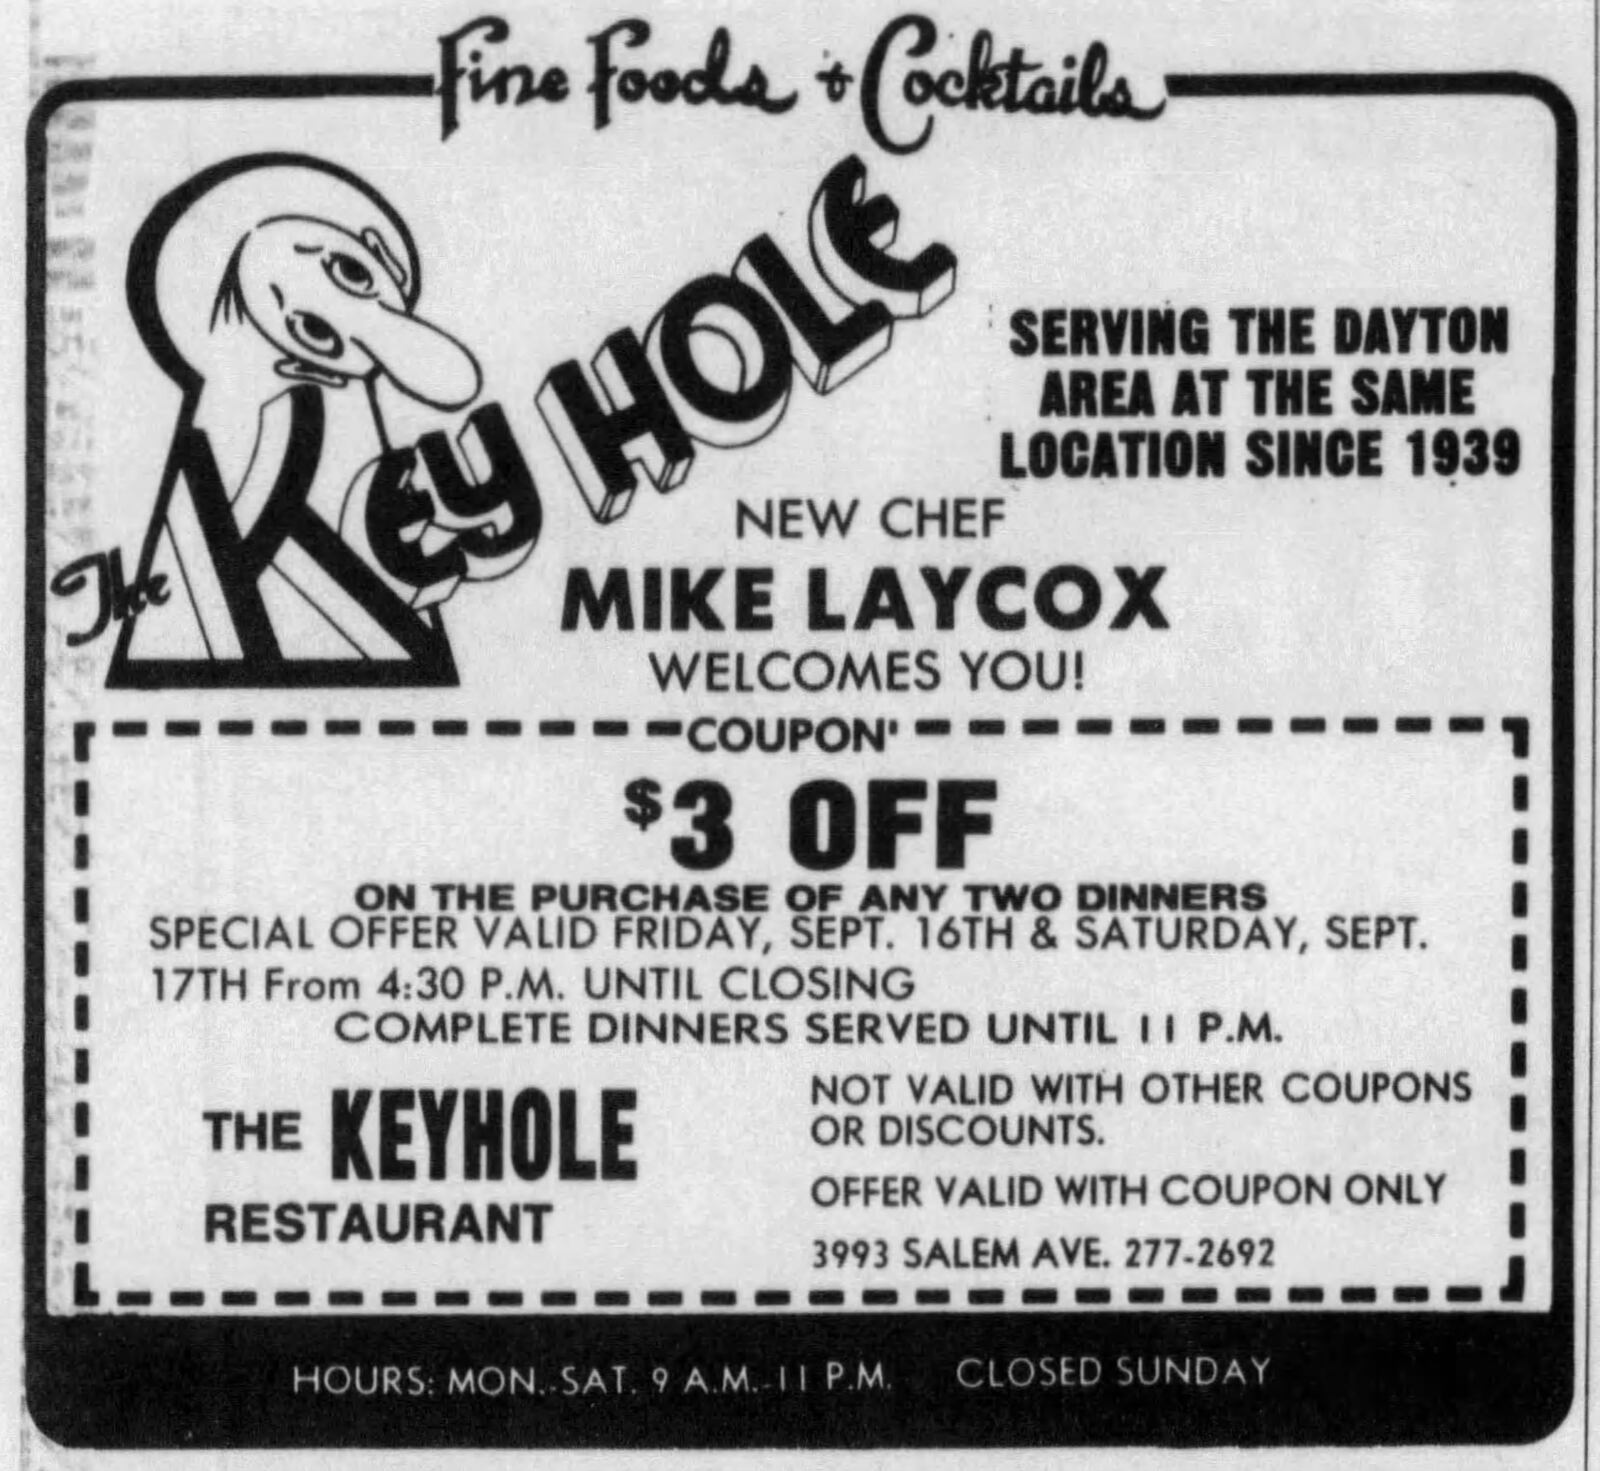 Fine Foods & Cocktails
The KEY HOLE
SERVING THE DAYTON
AREA AT THE SAME
LOCATION SINCE 1939
NEW CHEF
MIKE LAYCOX
WELCOMES YOU!
COUPON
$3 OFF
ON THE PURCHASE OF ANY TWO DINNERS
SPECIAL OFFER VALID FRIDAY, SEPT. 16TH & SATURDAY, SEPT.
17TH From 4:30 P.M. UNTIL CLOSING
COMPLETE DINNERS SERVED UNTIL 11 P.M.
THE KEYHOLE
RESTAURANT
NOT VALID WITH OTHER COUPONS
OR DISCOUNTS.
OFFER VALID WITH COUPON ONLY
3993 SALEM AVE. 277-2692
HOURS: MON.-SAT. 9 A.M.-11 P.M. CLOSED SUNDAY